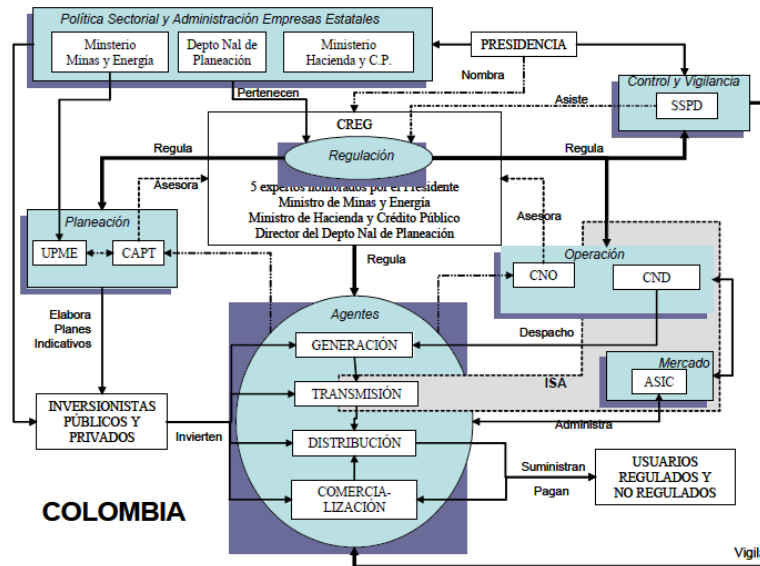 Política Sectorial y Administración Empresas Estatales
Minsterio
Minas y Energía
Depto Nal de
Planeación
Ministerio
Hacienda y C.P.
PRESIDENCIA
Nombra
Control y Vigilancia
SSPD
Asiste
Pertenecen
CREG
Regulación
Regula
Regula
Asesora
5 expertos nombrados por el Presidente
Ministro de Minas y Energía
Ministro de Hacienda y Crédito Público
Director del Depto Nal de Planeación
Asesora
Planeación
UPME
CAPT
Operación
CNO
CND
Regula
Elabora
Planes
Indicativos
Agentes
GENERACIÓN
Despacho
Mercado
ASIC
ISA
TRANSMISIÓN
INVERSIONISTAS
PÚBLICOS Y
PRIVADOS
Invierten
Administra
DISTRIBUCIÓN
Suministran
Pagan
USUARIOS
REGULADOS Y
NO REGULADOS
COMERCIA-
LIZACIÓN
COLOMBIA
Vigila